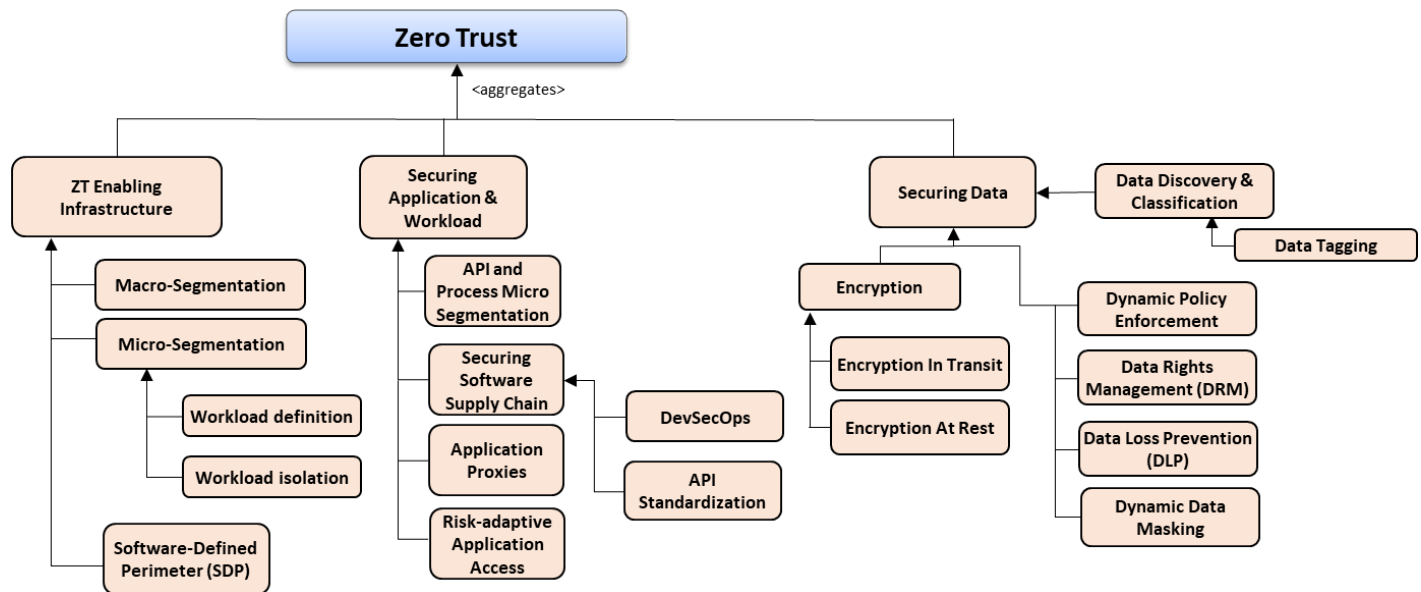 Zero Trust
<aggregates>
ZT Enabling
Infrastructure
Macro-Segmentation
Micro-Segmentation
Workload definition
Workload isolation
Software-Defined
Perimeter (SDP)
Securing
Application &
Workload
API and
Process Micro
Segmentation
Securing
Software
Supply Chain
DevSecOps
API
Standardization
Application
Proxies
Risk-adaptive
Application
Access
Securing Data
Data Discovery &
Classification
Data Tagging
Encryption
Encryption In Transit
Encryption At Rest
Dynamic Policy
Enforcement
Data Rights
Management (DRM)
Data Loss Prevention
(DLP)
Dynamic Data
Masking